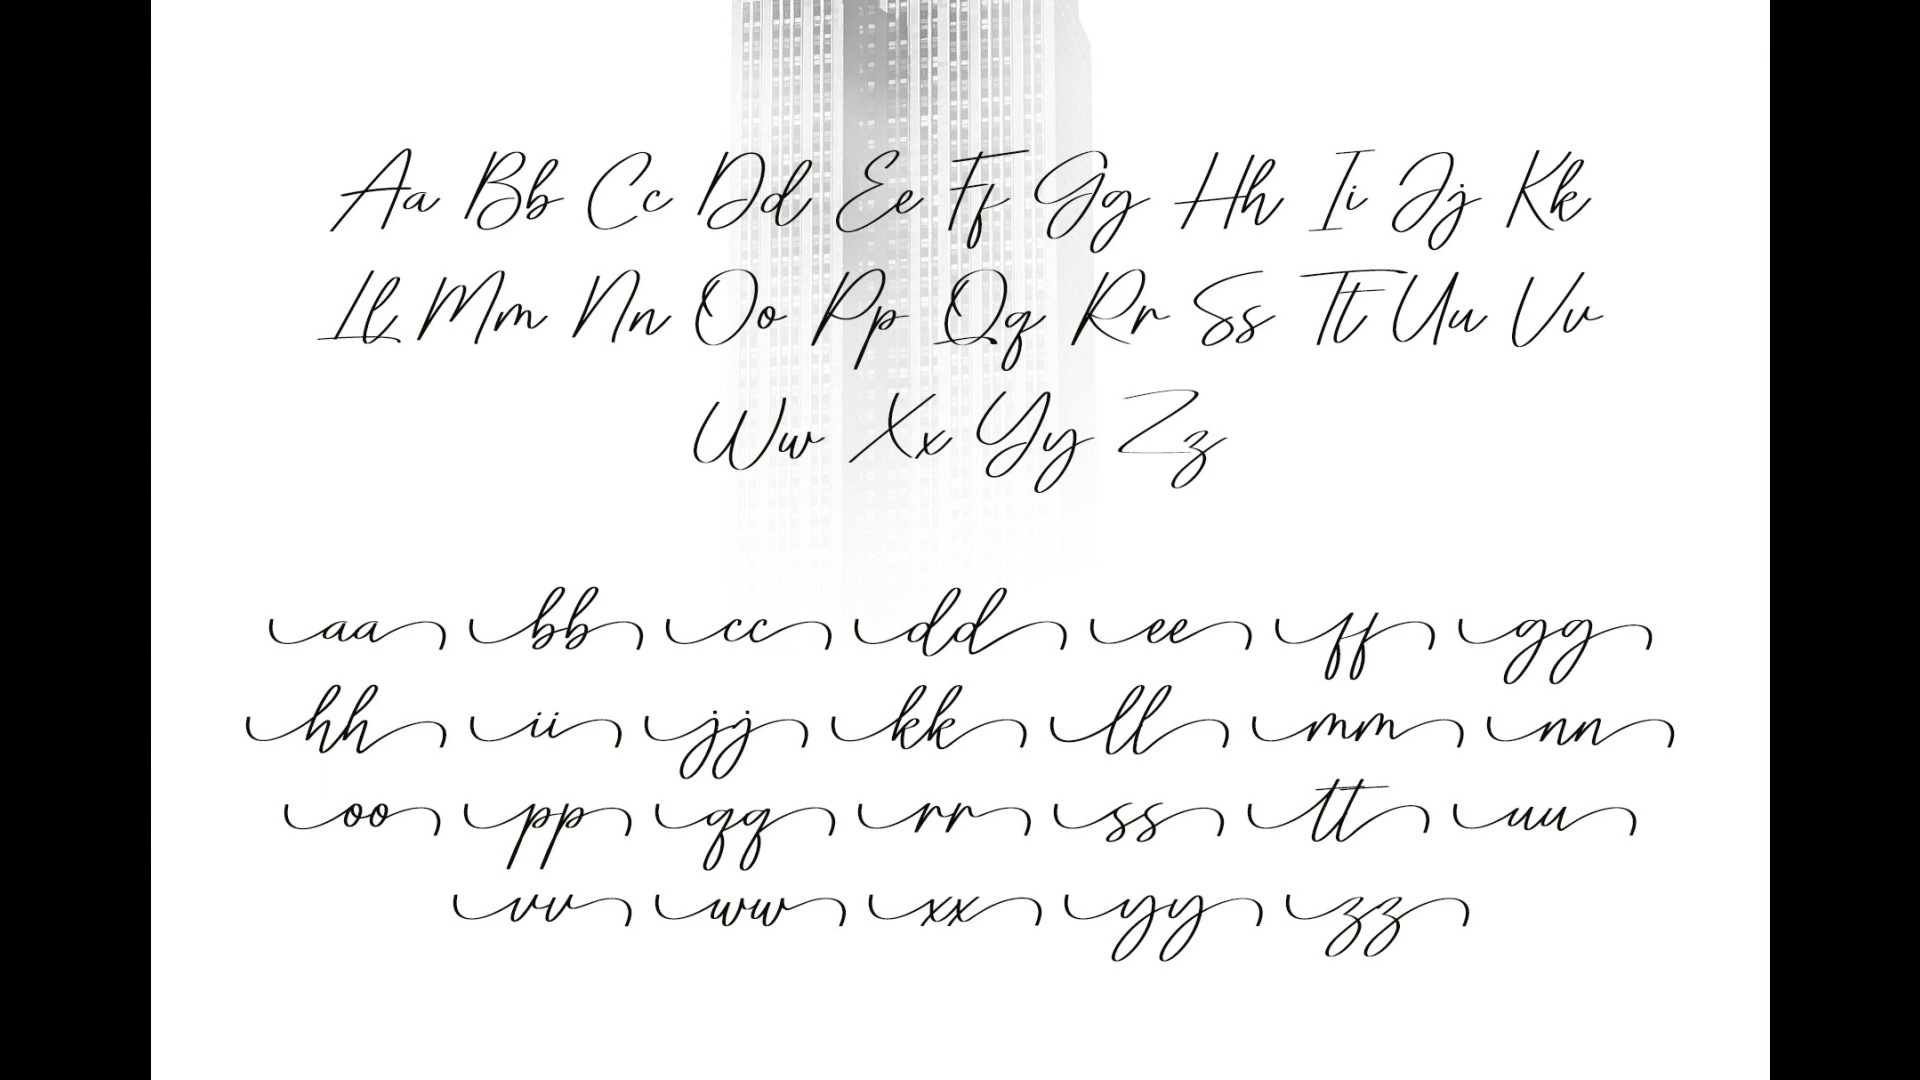 Aa Bb Cc Dd Ee Ff Gg Hh Ii Jj Kk
Ll Mm Nn Oo Pp Qq Rr Ss Tt Uu Vv
Ww Xx Yy Zz
aa bb cc dd ee ff gg
hh ii jj kk ll mm nn
oo pp qq rr ss tt uu
vv ww xx yy zz